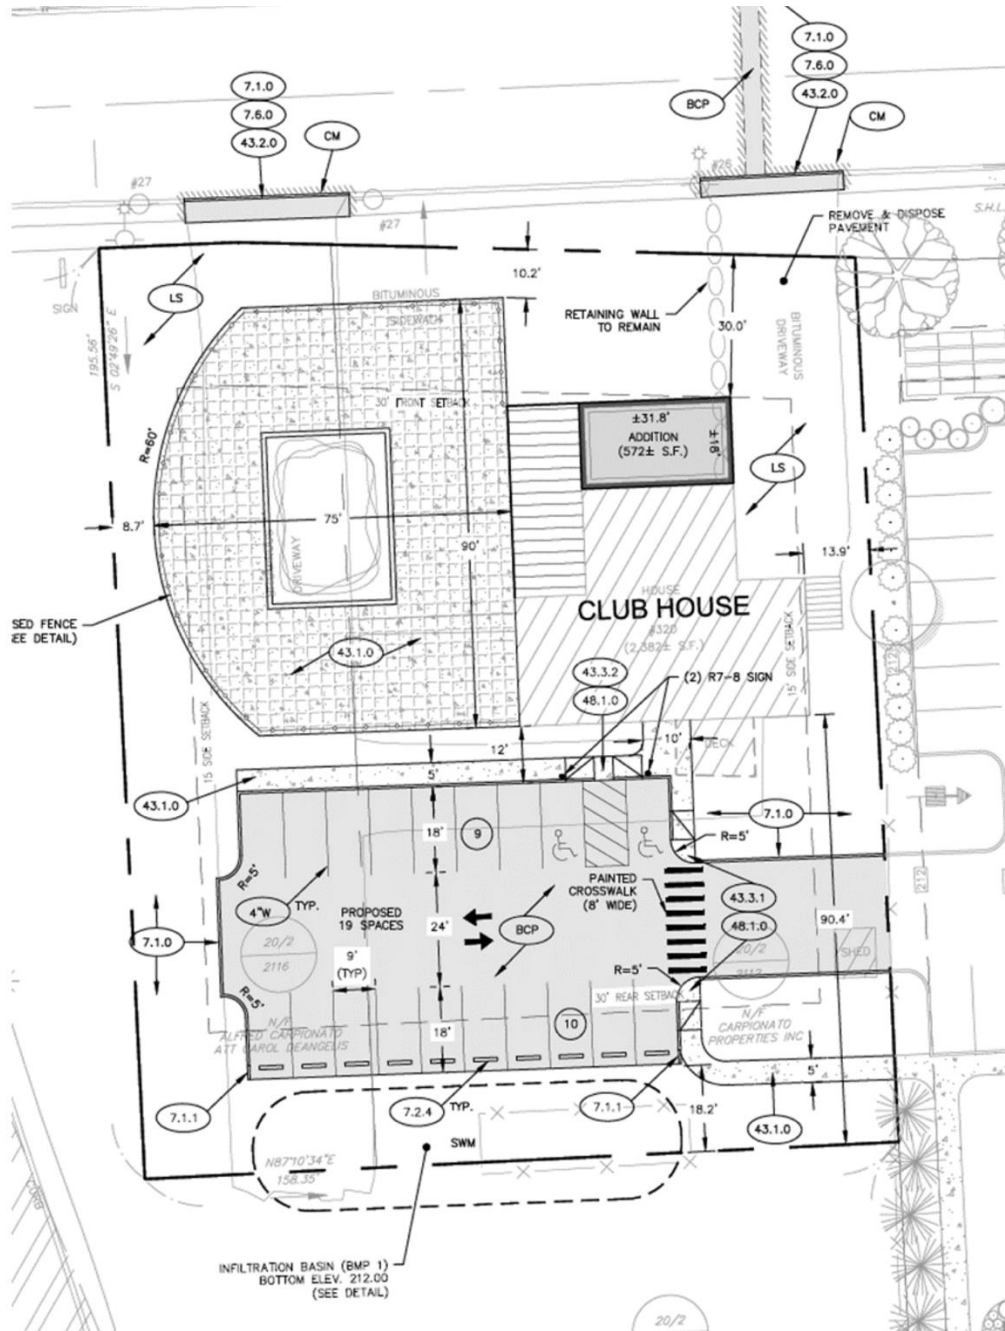 7.1.0
7.6.0
43.2.0
CM
BCP
7.1.0
7.6.0
43.2.0
CM
#27
#27
#26
SIGN
LS
195.56'
S 02°49'26" E
BITUMINOUS
SIDEWALK
10.2'
RETAINING WALL
TO REMAIN
30.0'
REMOVE & DISPOSE
PAVEMENT
S.H.L.
BITUMINOUS
DRIVEWAY
30' FRONT SETBACK
R=60'
±31.8'
ADDITION
(572± S.F.)
±18'
LS
8.7'
75'
90'
DRIVEWAY
13.9'
HOUSE
CLUB HOUSE
#320
(2,382± S.F.)
SED FENCE
EE DETAIL)
43.1.0
43.3.2
48.1.0
(2) R7-8 SIGN
15' SIDE SETBACK
15' SIDE SETBACK
212
12'
10'
DECK
5'
43.1.0
7.1.0
18'
9
R=5'
R=5'
4"W TYP.
PROPOSED
19 SPACES
24'
BCP
PAINTED
CROSSWALK
(8' WIDE)
43.3.1
48.1.0
90.4'
212
7.1.0
20/2
2116
9'
(TYP)
R=5'
20/2
2112
SHED
R=5'
30' REAR SETBACK
N/F
ALFRED CARPIONATO
ATT CAROL DEANGELIS
18'
10
N/F
CARPIONATO
PROPERTIES INC
5'
7.1.1
7.2.4 TYP.
7.1.1
18.2'
43.1.0
SWM
N87°10'34"E
158.35'
INFILTRATION BASIN (BMP 1)
BOTTOM ELEV. 212.00
(SEE DETAIL)
20/2